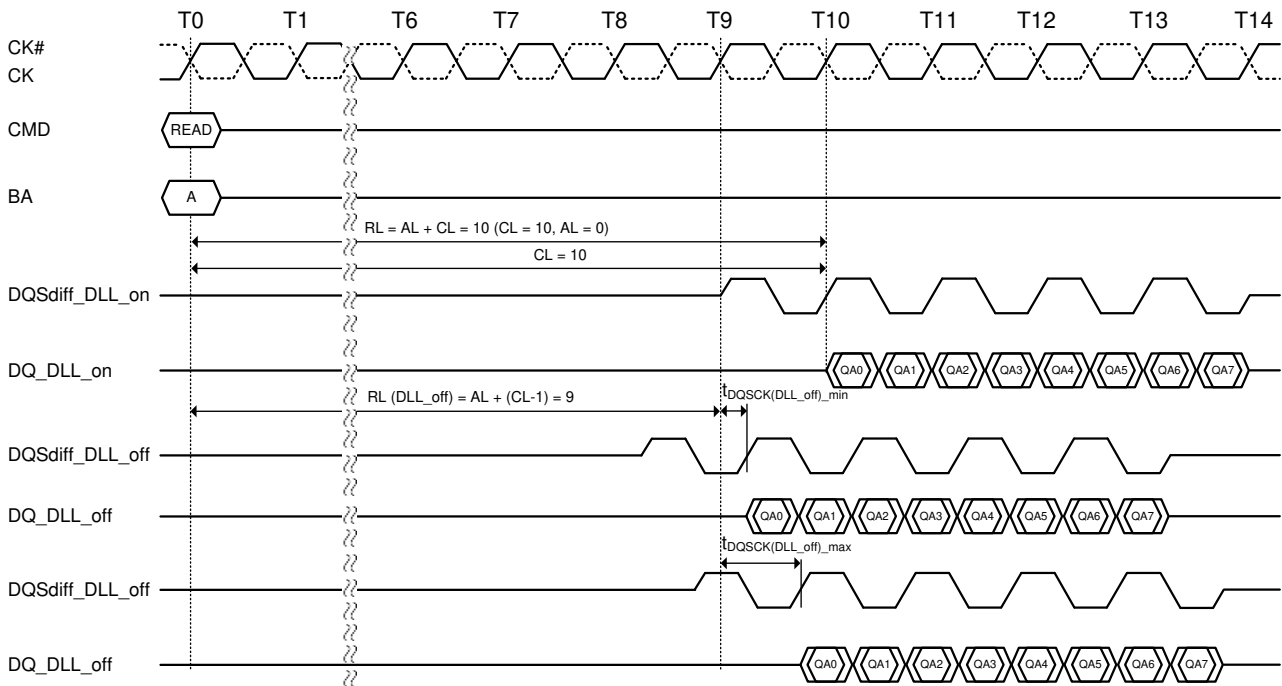 T0 T1 T6 T7 T8 T9 T10 T11 T12 T13 T14
CK#
CK
CMD READ
BA A
RL = AL + CL = 10 (CL = 10, AL = 0)
CL = 10
DQSdiff_DLL_on
DQ_DLL_on QA0 QA1 QA2 QA3 QA4 QA5 QA6 QA7
RL (DLL_off) = AL + (CL-1) = 9 tDQSCK(DLL_off)_min
DQSdiff_DLL_off
DQ_DLL_off QA0 QA1 QA2 QA3 QA4 QA5 QA6 QA7
tDQSCK(DLL_off)_max
DQSdiff_DLL_off
DQ_DLL_off QA0 QA1 QA2 QA3 QA4 QA5 QA6 QA7